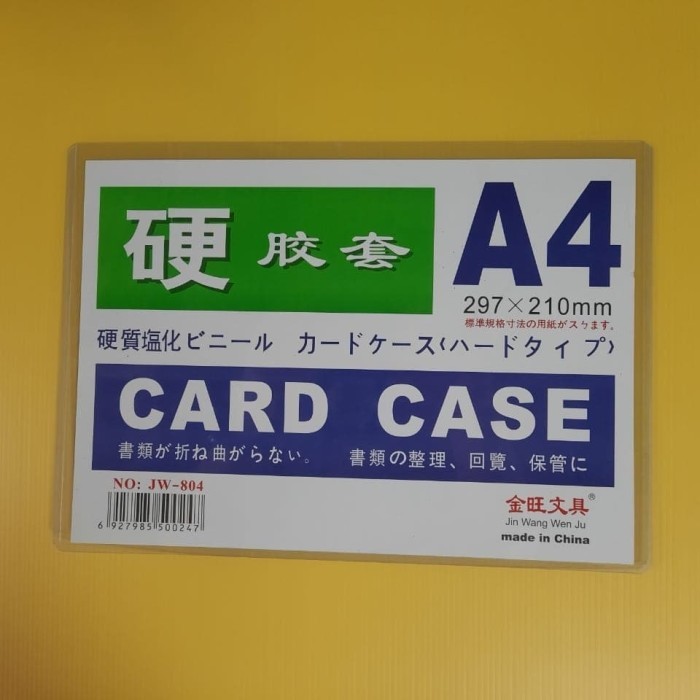 硬 胶套
A4
297×210mm
標準規格寸法の用紙がスㄅます。
硬質塩化ビニール カードケース(ハードタイプ)
CARD CASE
書類が折ね曲がらない。 書類の整理、回覽、保管に
NO: JW-804
6 927985 500247
金旺文具®
Jin Wang Wen Ju
made in China